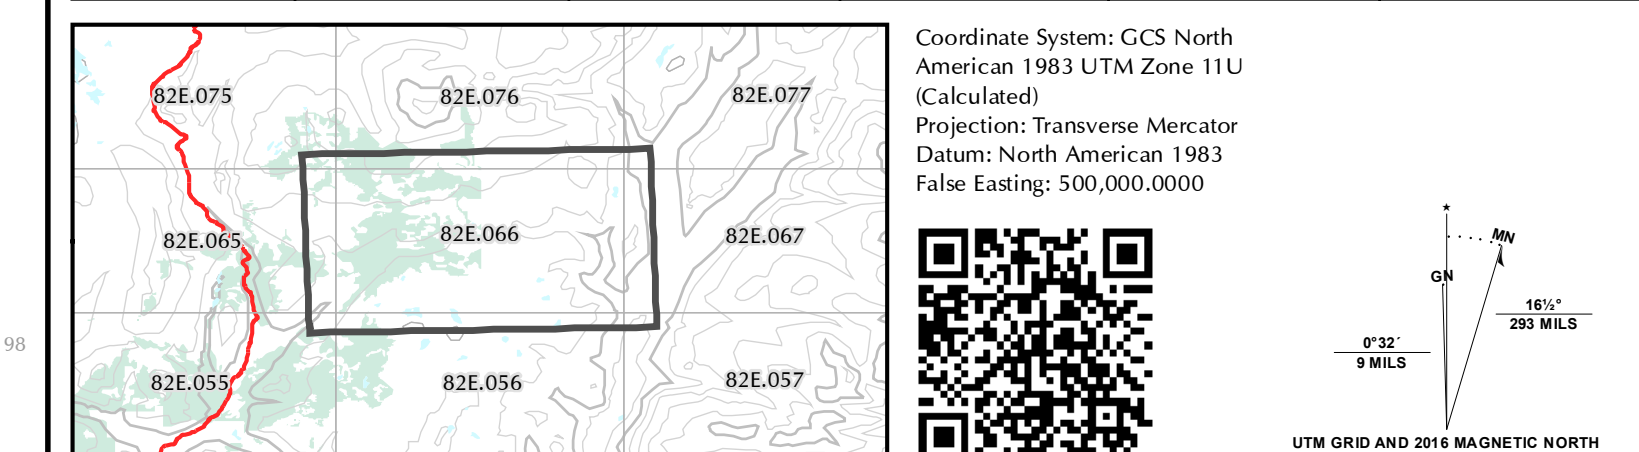 98
82E.075
82E.076
82E.077
82E.065
82E.066
82E.067
82E.055
82E.056
82E.057
Coordinate System: GCS North
American 1983 UTM Zone 11U
(Calculated)
Projection: Transverse Mercator
Datum: North American 1983
False Easting: 500,000.0000
MN
GN
16½°
293 MILS
0°32´
9 MILS
UTM GRID AND 2016 MAGNETIC NORTH